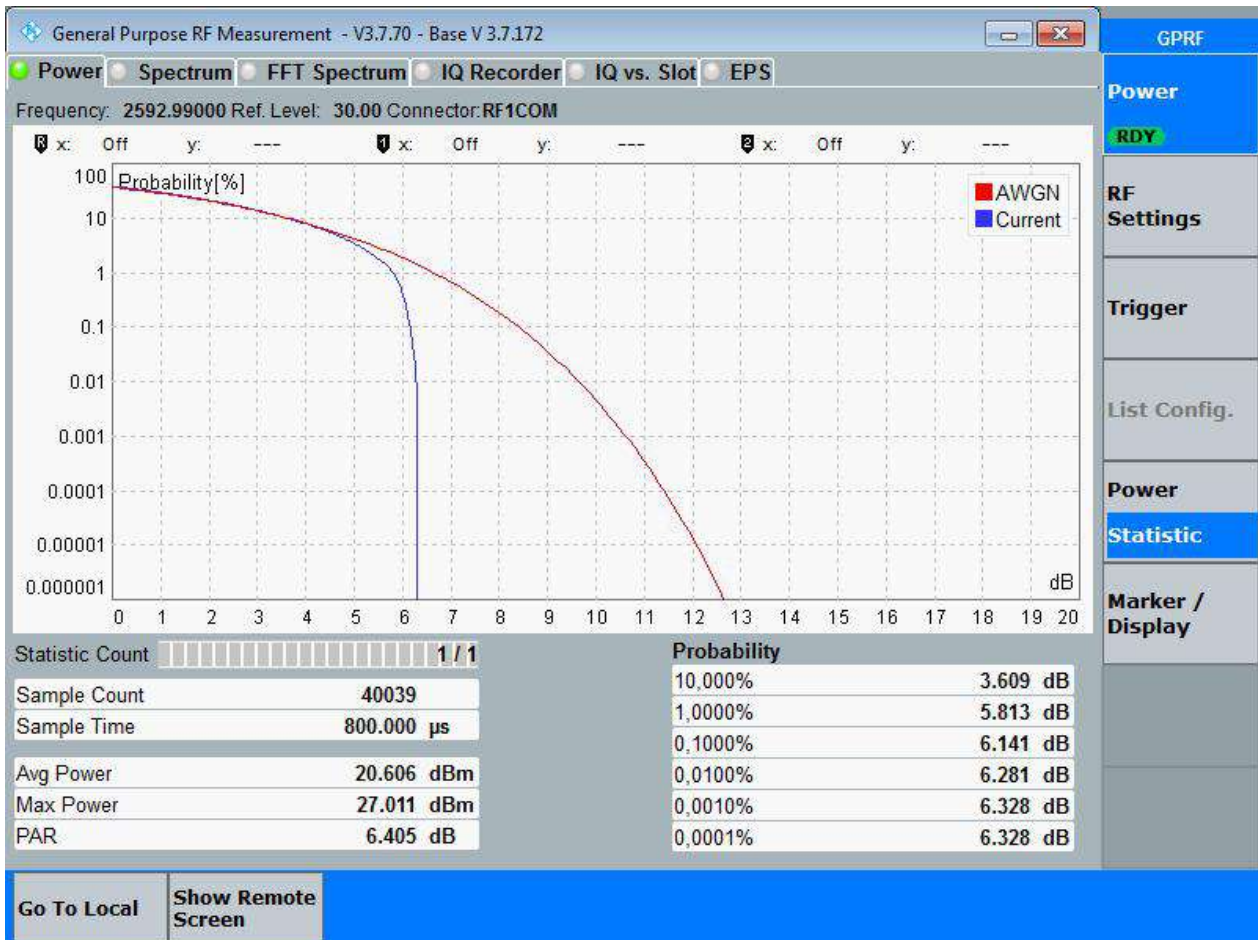 General Purpose RF Measurement - V3.7.70 - Base V 3.7.172
GPRF
Power Spectrum FFT Spectrum IQ Recorder IQ vs. Slot EPS
Frequency: 2592.99000 Ref. Level: 30.00 Connector:RF1COM
R x: Off y: --- 1 x: Off y: --- 2 x: Off y: ---
Probability[%]
AWGN
Current
100
10
1
0.1
0.01
0.001
0.0001
0.00001
0.000001
dB
0 1 2 3 4 5 6 7 8 9 10 11 12 13 14 15 16 17 18 19 20
Statistic Count 1 / 1
Sample Count 40039
Sample Time 800.000 µs
Avg Power 20.606 dBm
Max Power 27.011 dBm
PAR 6.405 dB
Probability
10,000% 3.609 dB
1,0000% 5.813 dB
0,1000% 6.141 dB
0,0100% 6.281 dB
0,0010% 6.328 dB
0,0001% 6.328 dB
Power
RDY
RF
Settings
Trigger
List Config.
Power
Statistic
Marker /
Display
Go To Local
Show Remote
Screen